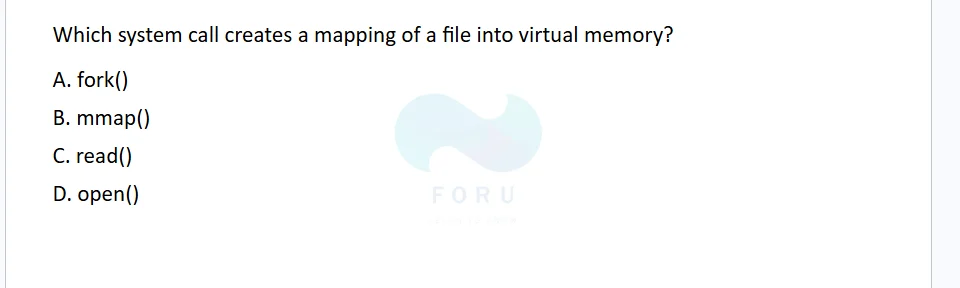 Which system call creates a mapping of a file into virtual memory?
A. fork()
B. mmap()
C. read()
D. open()
FORU